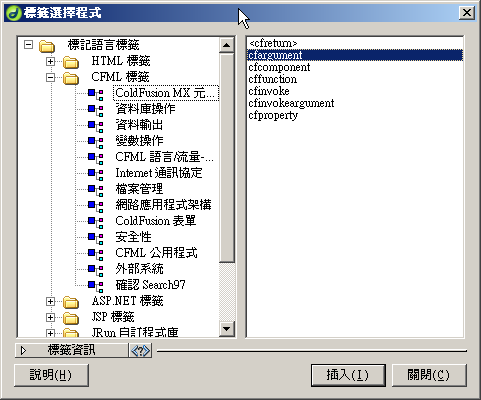 標籤選擇程式
標記語言標籤
HTML 標籤
CFML 標籤
ColdFusion MX 元...
資料庫操作
資料輸出
變數操作
CFML 語言/流量-...
Internet 通訊協定
檔案管理
網路應用程式架構
ColdFusion 表單
安全性
CFML 公用程式
外部系統
確認 Search97
ASP.NET 標籤
JSP 標籤
JRun 自訂程式庫
<cfreturn>
cfargument
cfcomponent
cffunction
cfinvoke
cfinvokeargument
cfproperty
標籤資訊
<?>
說明(H)
插入(I)
關閉(C)